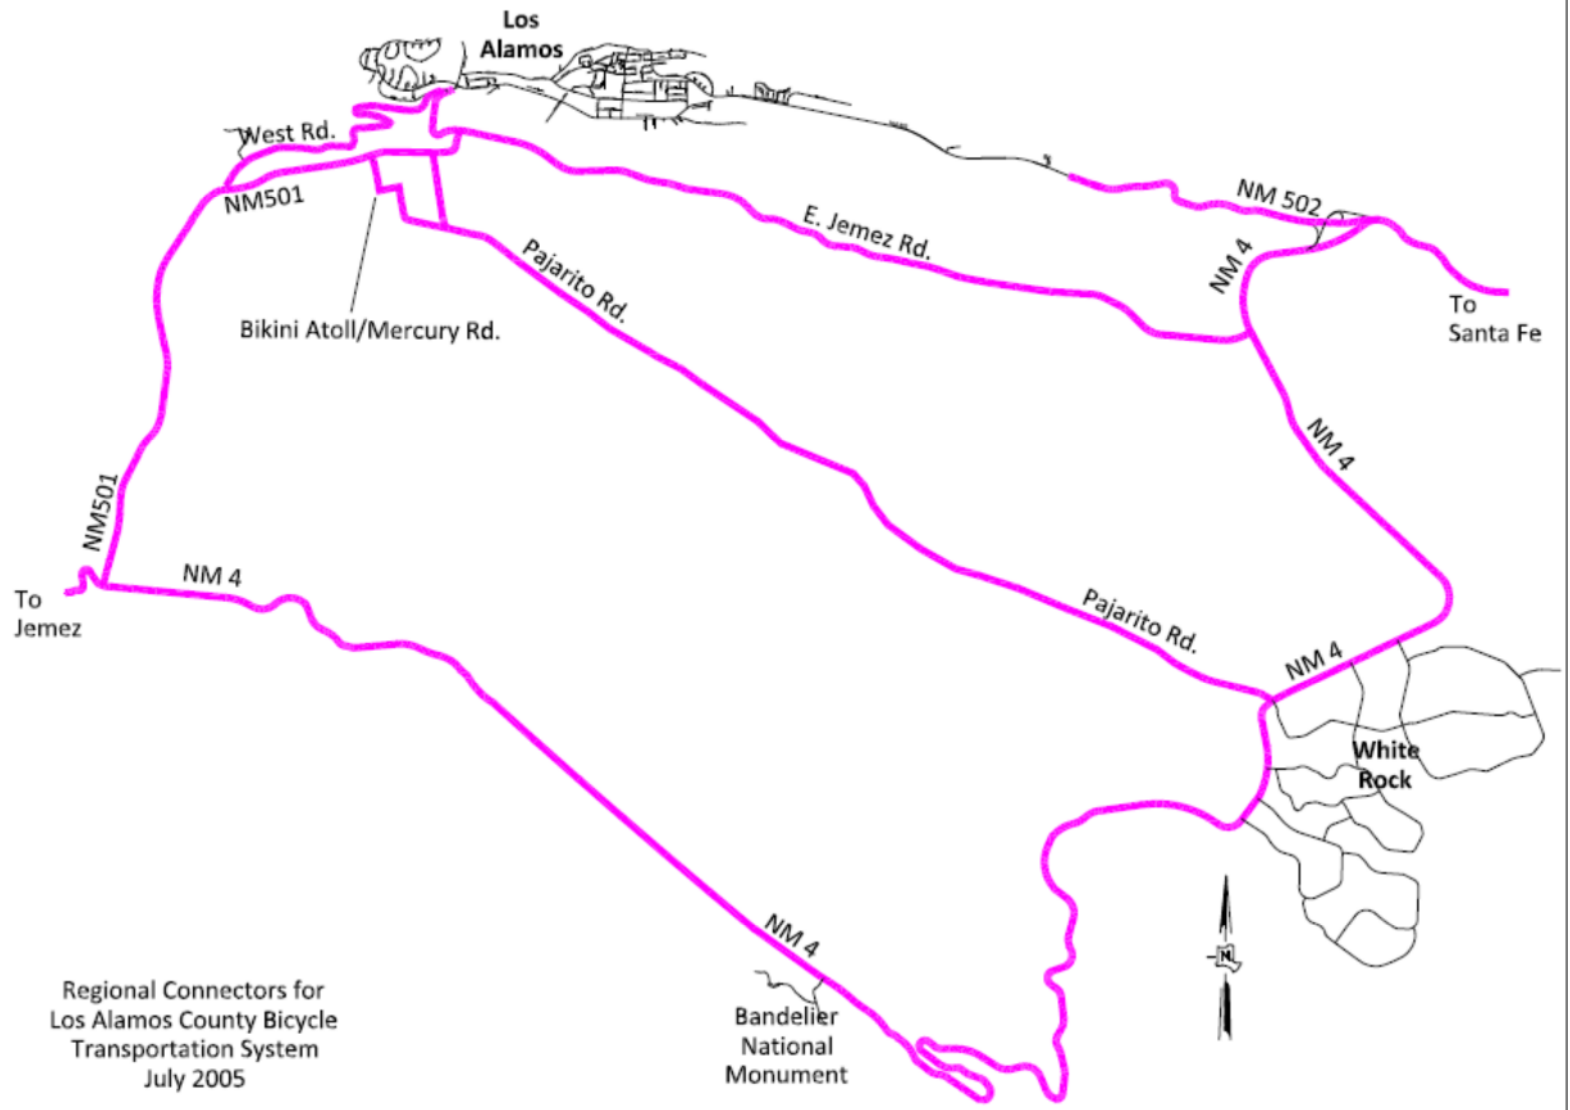 Los
Alamos
West Rd.
NM501
NM 502
E. Jemez Rd.
NM 4
Pajarito Rd.
To
Santa Fe
Bikini Atoll/Mercury Rd.
NM 4
NM501
NM 4
To
Jemez
Pajarito Rd.
NM 4
White
Rock
NM 4
N
Bandelier
National
Monument
Regional Connectors for
Los Alamos County Bicycle
Transportation System
July 2005